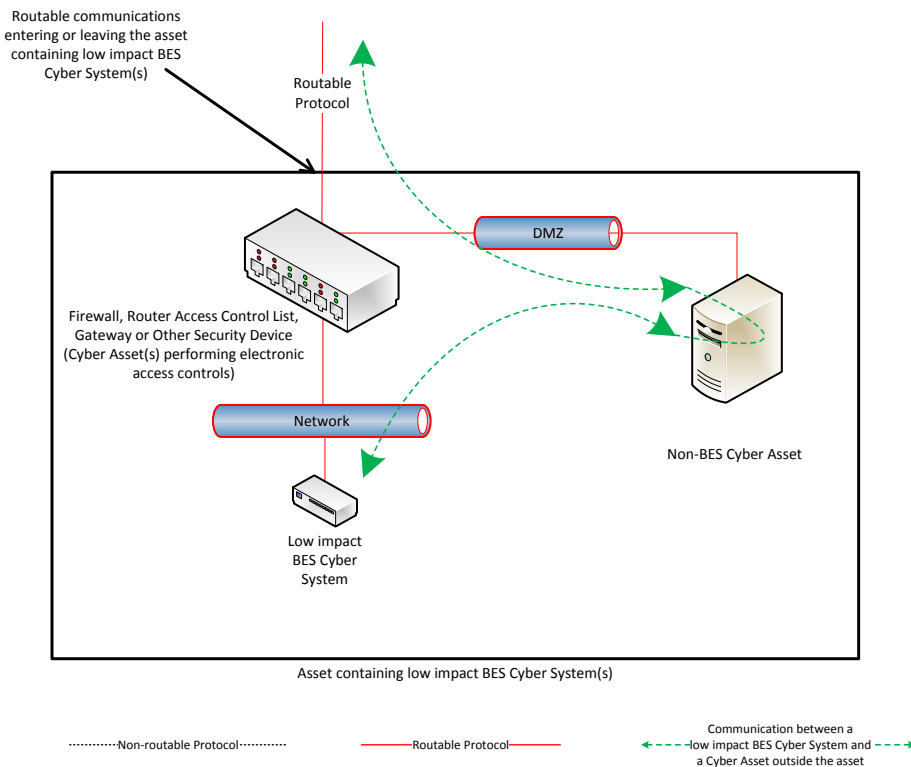 Routable communications
entering or leaving the asset
containing low impact BES
Cyber System(s)
Routable
Protocol
DMZ
Firewall, Router Access Control List,
Gateway or Other Security Device
(Cyber Asset(s) performing electronic
access controls)
Network
Non-BES Cyber Asset
Low impact
BES Cyber
System
Asset containing low impact BES Cyber System(s)
Non-routable Protocol
Routable Protocol
Communication between a
low impact BES Cyber System and
a Cyber Asset outside the asset